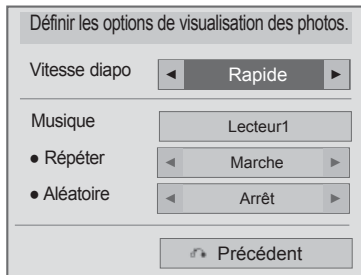 Définir les options de visualisation des photos.
Vitesse diapo ◄ Rapide ►
Musique Lecteur1
● Répéter ◄ Marche ►
● Aléatoire ◄ Arrêt ►
Précédent